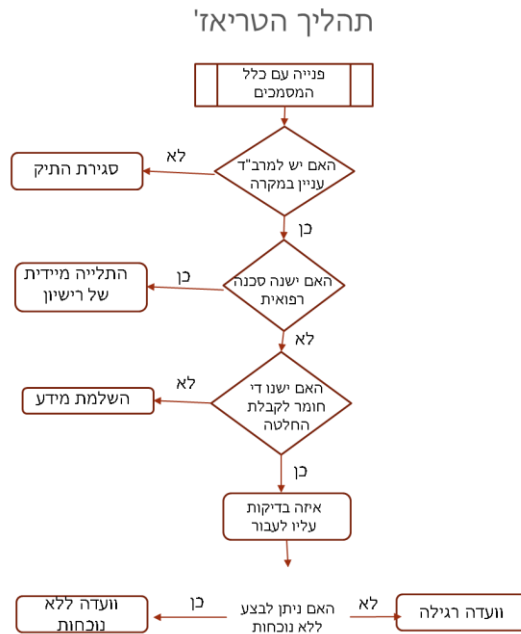 תהליך הטריאז'
פנייה עם כלל
המסמכים
האם יש למרב"ד
עניין במקרה
לא
סגירת התיק
כן
האם ישנה סכנה
רפואית
כן
התלייה מיידית
של רישיון
לא
האם ישנו די
חומר לקבלת
החלטה
לא
השלמת מידע
כן
איזה בדיקות
עליו לעבור
האם ניתן לבצע
ללא נוכחות
לא
וועדה רגילה
כן
וועדה ללא
נוכחות